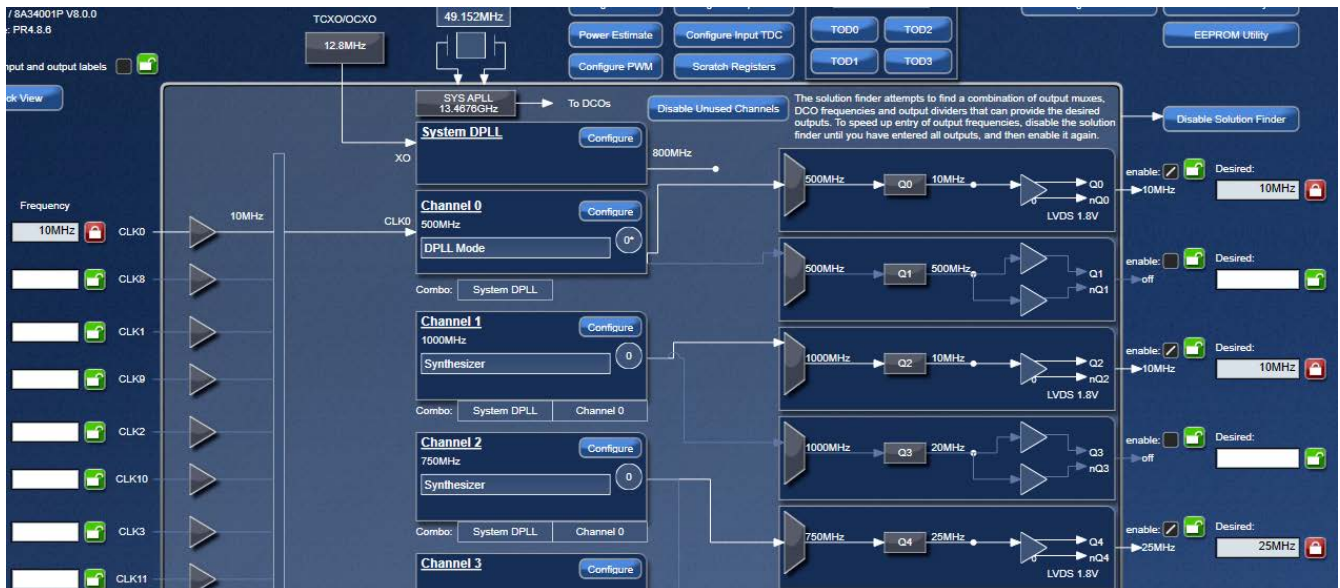 / 8A34001P V8.0.0
: PR4.8.6
nput and output labels
ck View
TCXO/OCXO
12.8MHz
49.152MHz
Power Estimate
Configure Input TDC
Configure PWM
Scratch Registers
TOD0
TOD2
TOD1
TOD3
EEPROM Utility
SYS APLL
13.4676GHz
To DCOs
Disable Unused Channels
The solution finder attempts to find a combination of output muxes,
DCO frequencies and output dividers that can provide the desired
outputs. To speed up entry of output frequencies, disable the solution
finder until you have entered all outputs, and then enable it again.
Disable Solution Finder
System DPLL
Configure
XO
800MHz
Frequency
10MHz
CLK0
10MHz
CLK0
CLK8
CLK1
CLK9
CLK2
CLK10
CLK3
CLK11
Channel 0
Configure
500MHz
DPLL Mode
0*
Combo:
System DPLL
Channel 1
Configure
1000MHz
Synthesizer
0
Combo:
System DPLL
Channel 0
Channel 2
Configure
750MHz
Synthesizer
0
Combo:
System DPLL
Channel 0
Channel 3
Configure
500MHz
Q0
10MHz
Q0
nQ0
LVDS 1.8V
enable:
10MHz
Desired:
10MHz
500MHz
Q1
500MHz
Q1
nQ1
enable:
off
Desired:
1000MHz
Q2
10MHz
Q2
nQ2
LVDS 1.8V
enable:
10MHz
Desired:
10MHz
1000MHz
Q3
20MHz
Q3
nQ3
enable:
off
Desired:
750MHz
Q4
25MHz
Q4
nQ4
LVDS 1.8V
enable:
25MHz
Desired:
25MHz